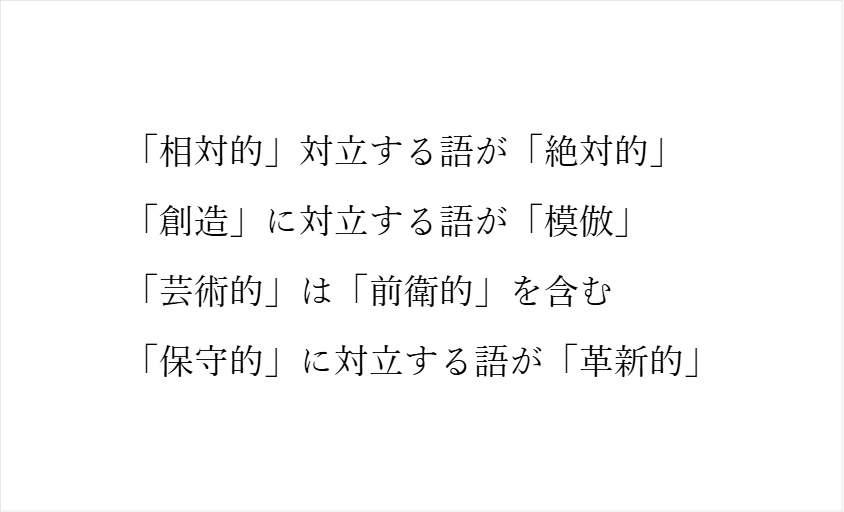 「相対的」対立する語が「絶対的」
「創造」に対立する語が「模倣」
「芸術的」は「前衛的」を含む
「保守的」に対立する語が「革新的」